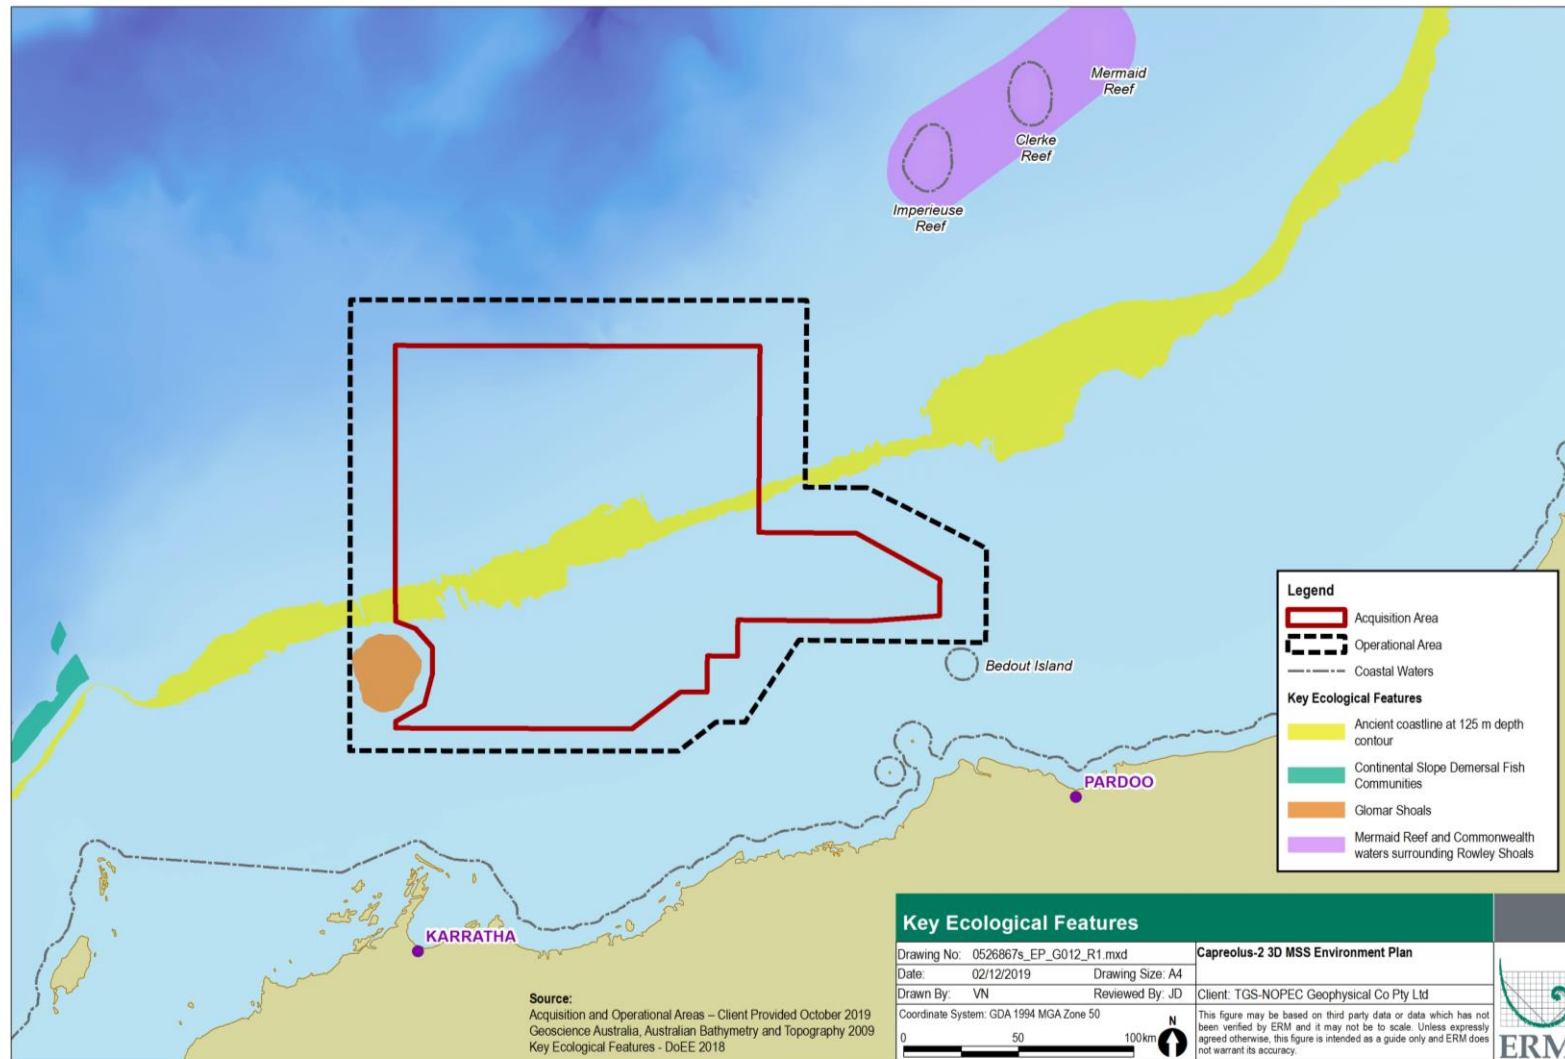 Mermaid
Reef
Clerke
Reef
Imperieuse
Reef
Bedout Island
PARDOO
KARRATHA
Legend
Acquisition Area
Operational Area
Coastal Waters
Key Ecological Features
Ancient coastline at 125 m depth
contour
Continental Slope Demersal Fish
Communities
Glomar Shoals
Mermaid Reef and Commonwealth
waters surrounding Rowley Shoals
Source:
Acquisition and Operational Areas – Client Provided October 2019
Geoscience Australia, Australian Bathymetry and Topography 2009
Key Ecological Features - DoEE 2018
Key Ecological Features
Drawing No: 0526867s_EP_G012_R1.mxd
Date: 02/12/2019 Drawing Size: A4
Drawn By: VN Reviewed By: JD
Coordinate System: GDA 1994 MGA Zone 50
0 50 100km
N
Capreolus-2 3D MSS Environment Plan
Client: TGS-NOPEC Geophysical Co Pty Ltd
This figure may be based on third party data or data which has not
been verified by ERM and it may not be to scale. Unless expressly
agreed otherwise, this figure is intended as a guide only and ERM does
not warrant its accuracy.
ERM